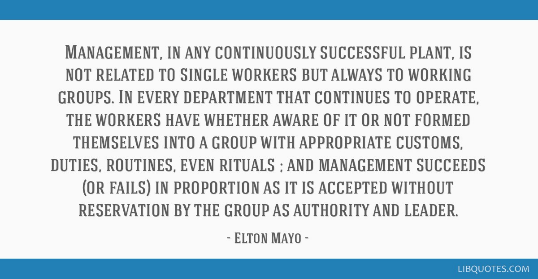 Management, in any continuously successful plant, is
not related to single workers but always to working
groups. In every department that continues to operate,
the workers have whether aware of it or not formed
themselves into a group with appropriate customs,
duties, routines, even rituals ; and management succeeds
(or fails) in proportion as it is accepted without
reservation by the group as authority and leader.
- Elton Mayo -
LIBQUOTES.COM